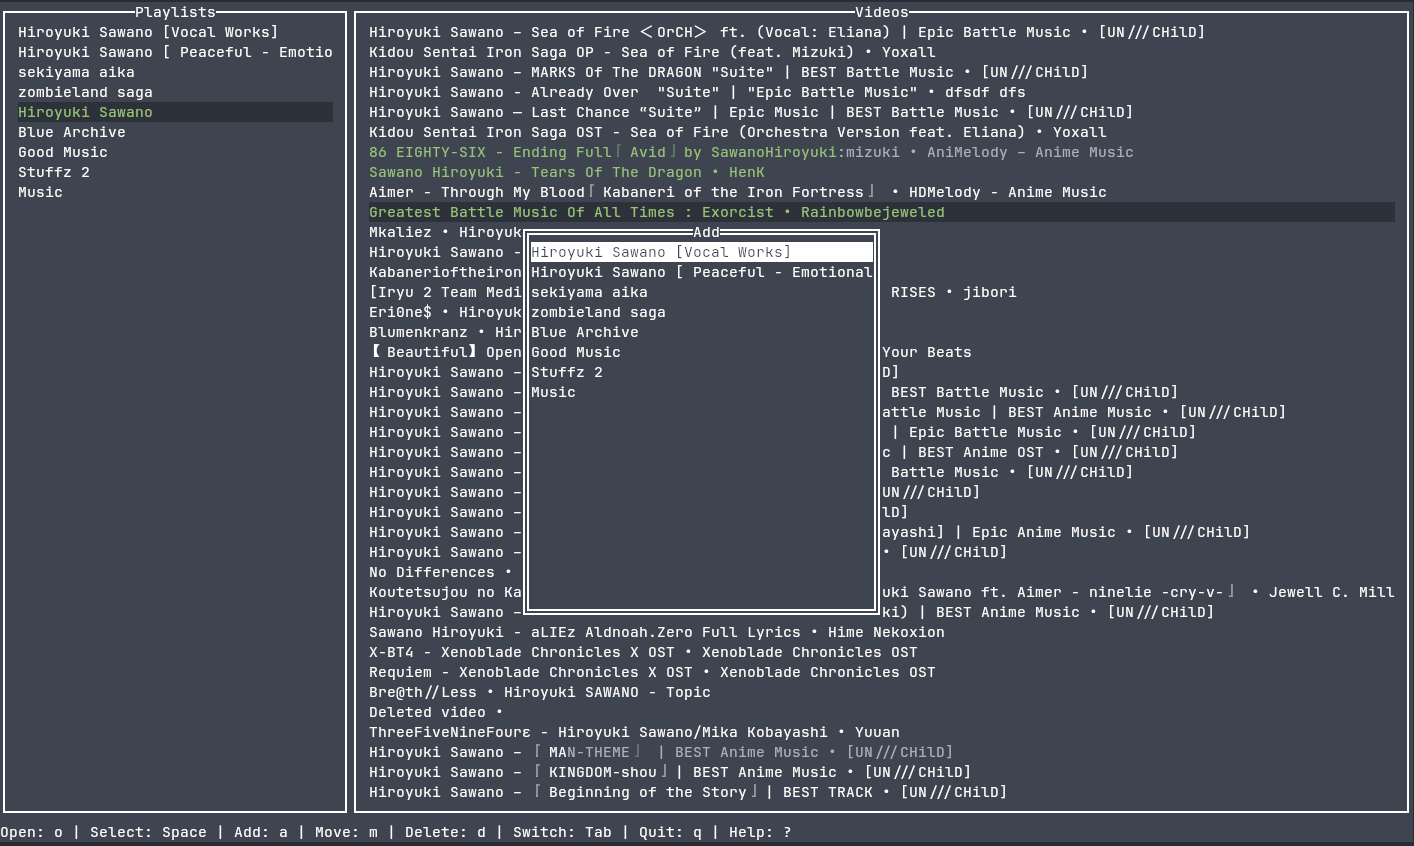 Playlists
Hiroyuki Sawano [Vocal Works]
Hiroyuki Sawano [ Peaceful - Emotio
sekiyama aika
zombieland saga
Hiroyuki Sawano
Blue Archive
Good Music
Stuffz 2
Music
Videos
Hiroyuki Sawano – Sea of Fire ＜OrCH＞ ft. (Vocal: Eliana) | Epic Battle Music • [UN///CHilD]
Kidou Sentai Iron Saga OP - Sea of Fire (feat. Mizuki) • Yoxall
Hiroyuki Sawano – MARKS Of The DRAGON "Suite" | BEST Battle Music • [UN///CHilD]
Hiroyuki Sawano - Already Over  "Suite" | "Epic Battle Music" • dfsdf dfs
Hiroyuki Sawano — Last Chance “Suite” | Epic Music | BEST Battle Music • [UN///CHilD]
Kidou Sentai Iron Saga OST - Sea of Fire (Orchestra Version feat. Eliana) • Yoxall
86 EIGHTY-SIX - Ending Full『Avid』by SawanoHiroyuki:mizuki • AniMelody – Anime Music
Sawano Hiroyuki - Tears Of The Dragon • HenK
Aimer - Through My Blood『Kabaneri of the Iron Fortress』 • HDMelody - Anime Music
Greatest Battle Music Of All Times : Exorcist • Rainbowbejeweled
Mkaliez • Hiroyuk
Hiroyuki Sawano -
Kabanerioftheiron
[Iryu 2 Team Medi RISES • jibori
Eri0ne$ • Hiroyuk
Blumenkranz • Hir
【Beautiful】Open Your Beats
Hiroyuki Sawano – D]
Hiroyuki Sawano – BEST Battle Music • [UN///CHilD]
Hiroyuki Sawano – attle Music | BEST Anime Music • [UN///CHilD]
Hiroyuki Sawano – | Epic Battle Music • [UN///CHilD]
Hiroyuki Sawano – c | BEST Anime OST • [UN///CHilD]
Hiroyuki Sawano – Battle Music • [UN///CHilD]
Hiroyuki Sawano – UN///CHilD]
Hiroyuki Sawano – lD]
Hiroyuki Sawano – ayashi] | Epic Anime Music • [UN///CHilD]
Hiroyuki Sawano – • [UN///CHilD]
No Differences •
Koutetsujou no Ka uki Sawano ft. Aimer - ninelie -cry-v-』 • Jewell C. Mill
Hiroyuki Sawano – ki) | BEST Anime Music • [UN///CHilD]
Sawano Hiroyuki - aLIEz Aldnoah.Zero Full Lyrics • Hime Nekoxion
X-BT4 - Xenoblade Chronicles X OST • Xenoblade Chronicles OST
Requiem - Xenoblade Chronicles X OST • Xenoblade Chronicles OST
Bre@th//Less • Hiroyuki SAWANO - Topic
Deleted video •
ThreeFiveNineFourε - Hiroyuki Sawano/Mika Kobayashi • Yuuan
Hiroyuki Sawano – 『MAN-THEME』 | BEST Anime Music • [UN///CHilD]
Hiroyuki Sawano – 『KINGDOM-shou』| BEST Anime Music • [UN///CHilD]
Hiroyuki Sawano – 『Beginning of the Story』| BEST TRACK • [UN///CHilD]
Add
Hiroyuki Sawano [Vocal Works]
Hiroyuki Sawano [ Peaceful - Emotional
sekiyama aika
zombieland saga
Blue Archive
Good Music
Stuffz 2
Music
Open: o | Select: Space | Add: a | Move: m | Delete: d | Switch: Tab | Quit: q | Help: ?